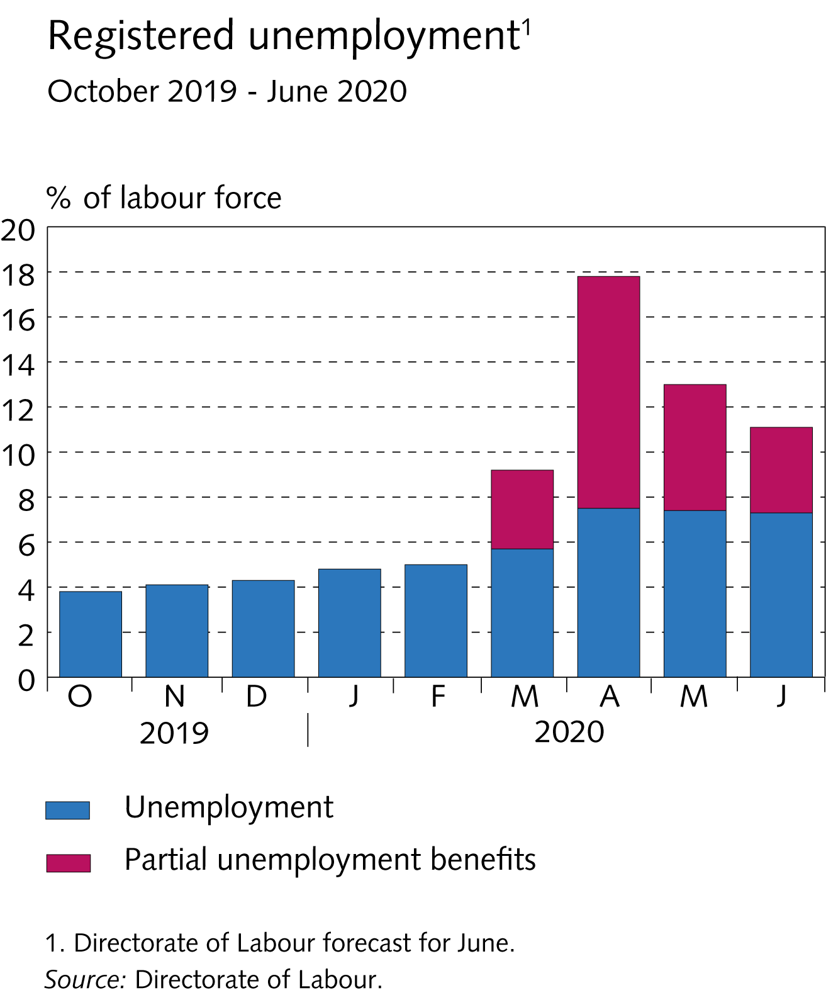 Registered unemployment¹
October 2019 - June 2020
% of labour force
20
18
16
14
12
10
8
6
4
2
0
O N D J F M A M J
2019 2020
Unemployment
Partial unemployment benefits
1. Directorate of Labour forecast for June.
Source: Directorate of Labour.